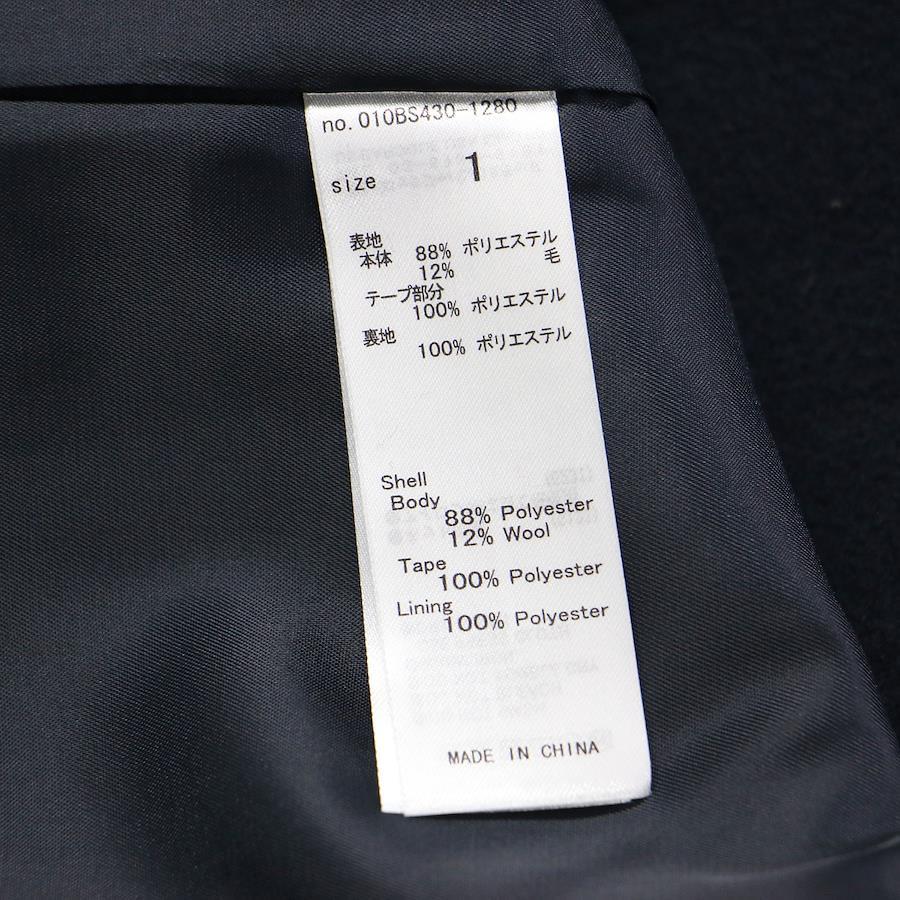 no. 010BS430-1280
size 1
表地
本体 88% ポリエステル
12% 毛
テープ部分
100% ポリエステル
裏地
100% ポリエステル
Shell
Body
88% Polyester
12% Wool
Tape
100% Polyester
Lining
100% Polyester
MADE IN CHINA